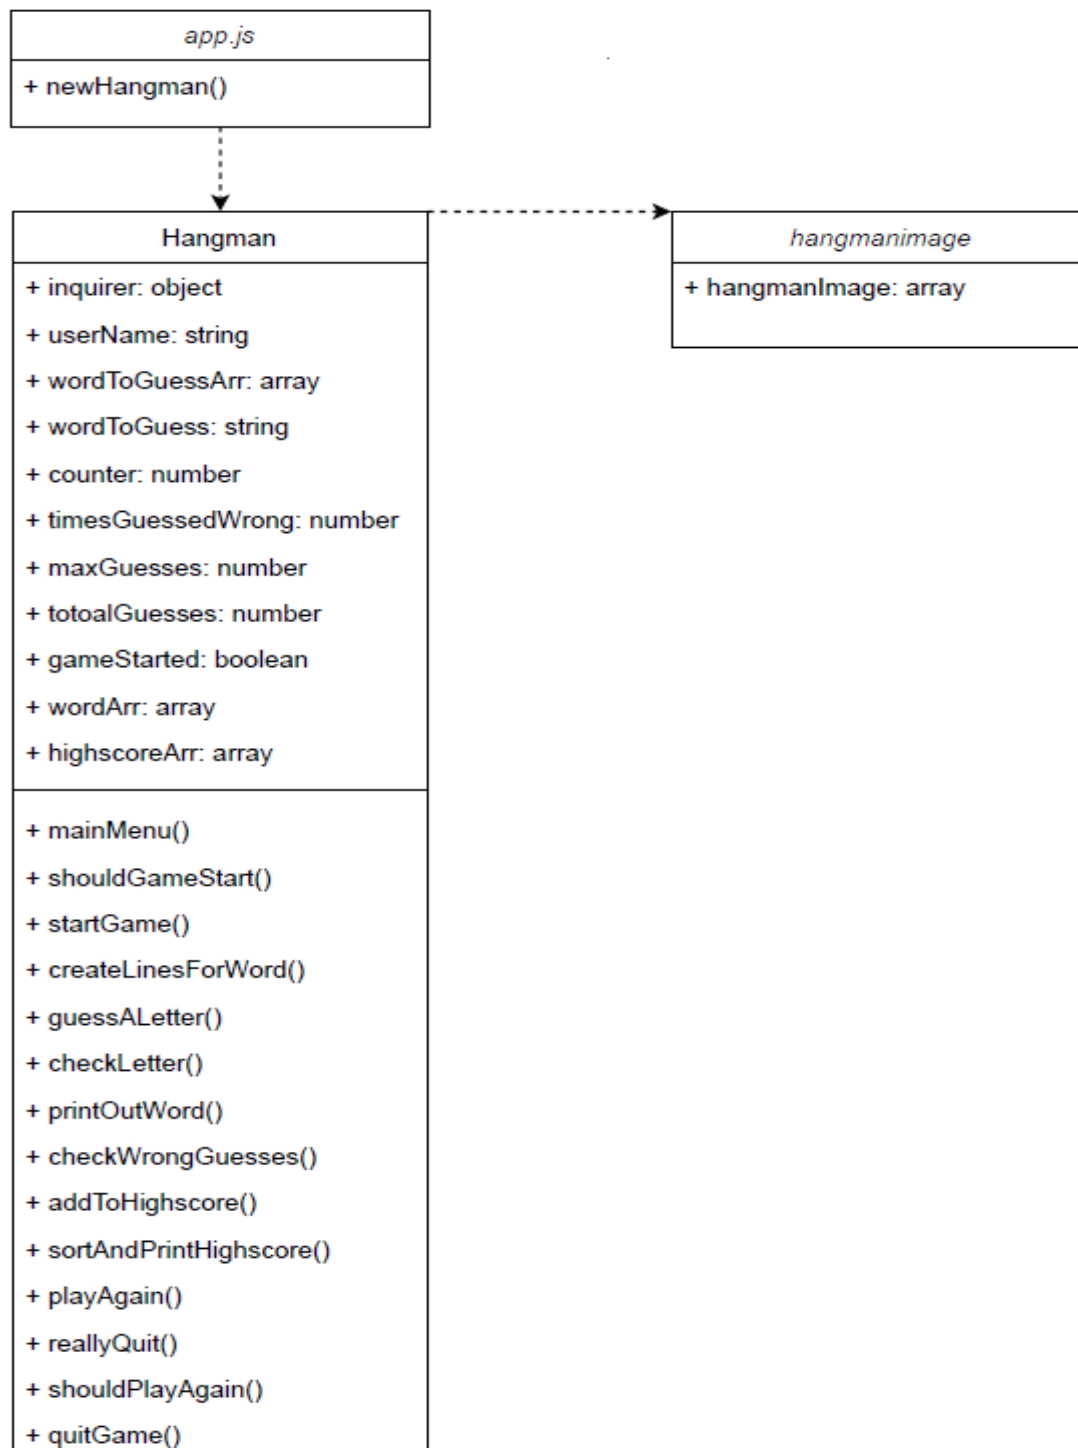 app.js
+ newHangman()
Hangman
+ inquirer: object
+ userName: string
+ wordToGuessArr: array
+ wordToGuess: string
+ counter: number
+ timesGuessedWrong: number
+ maxGuesses: number
+ totoalGuesses: number
+ gameStarted: boolean
+ wordArr: array
+ highscoreArr: array
+ mainMenu()
+ shouldGameStart()
+ startGame()
+ createLinesForWord()
+ guessALetter()
+ checkLetter()
+ printOutWord()
+ checkWrongGuesses()
+ addToHighscore()
+ sortAndPrintHighscore()
+ playAgain()
+ reallyQuit()
+ shouldPlayAgain()
+ quitGame()
hangmanimage
+ hangmanImage: array